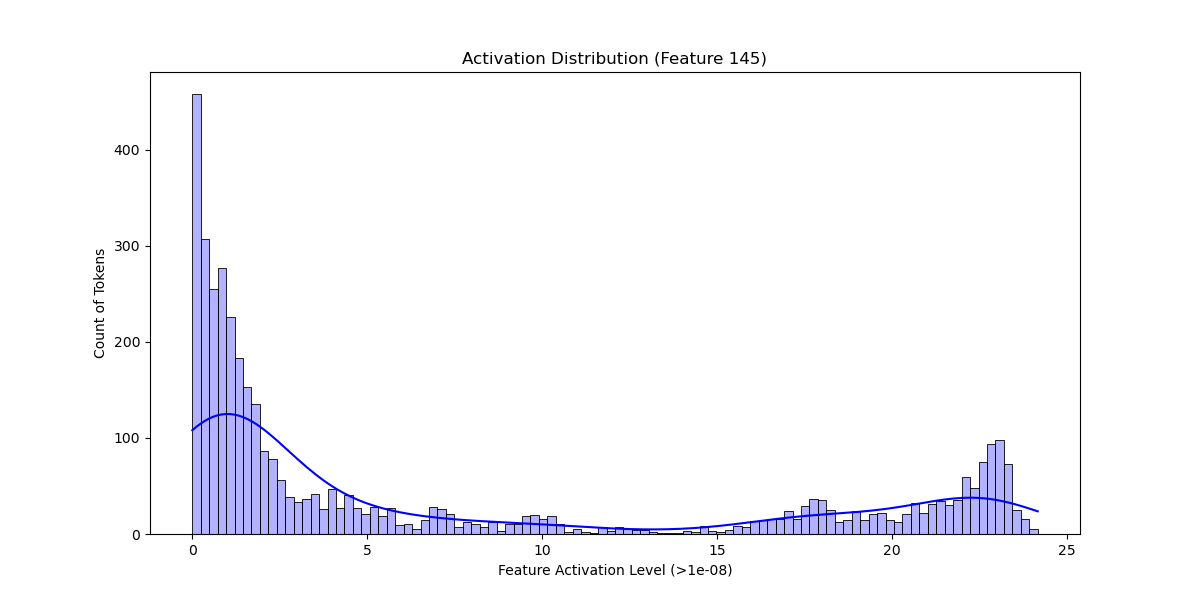 Activation Distribution (Feature 145)
Count of Tokens
400
300
200
100
0
0 5 10 15 20 25
Feature Activation Level (>1e-08)